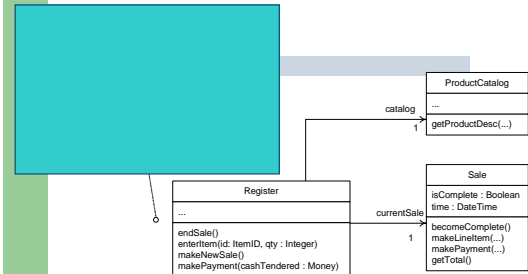 ProductCatalog
...
getProductDesc(...)
catalog
1
Sale
isComplete : Boolean
time : DateTime
becomeComplete()
makeLineItem(...)
makePayment(...)
getTotal()
Register
...
endSale()
enterItem(id: ItemID, qty : Integer)
makeNewSale()
makePayment(cashTendered : Money)
currentSale
1